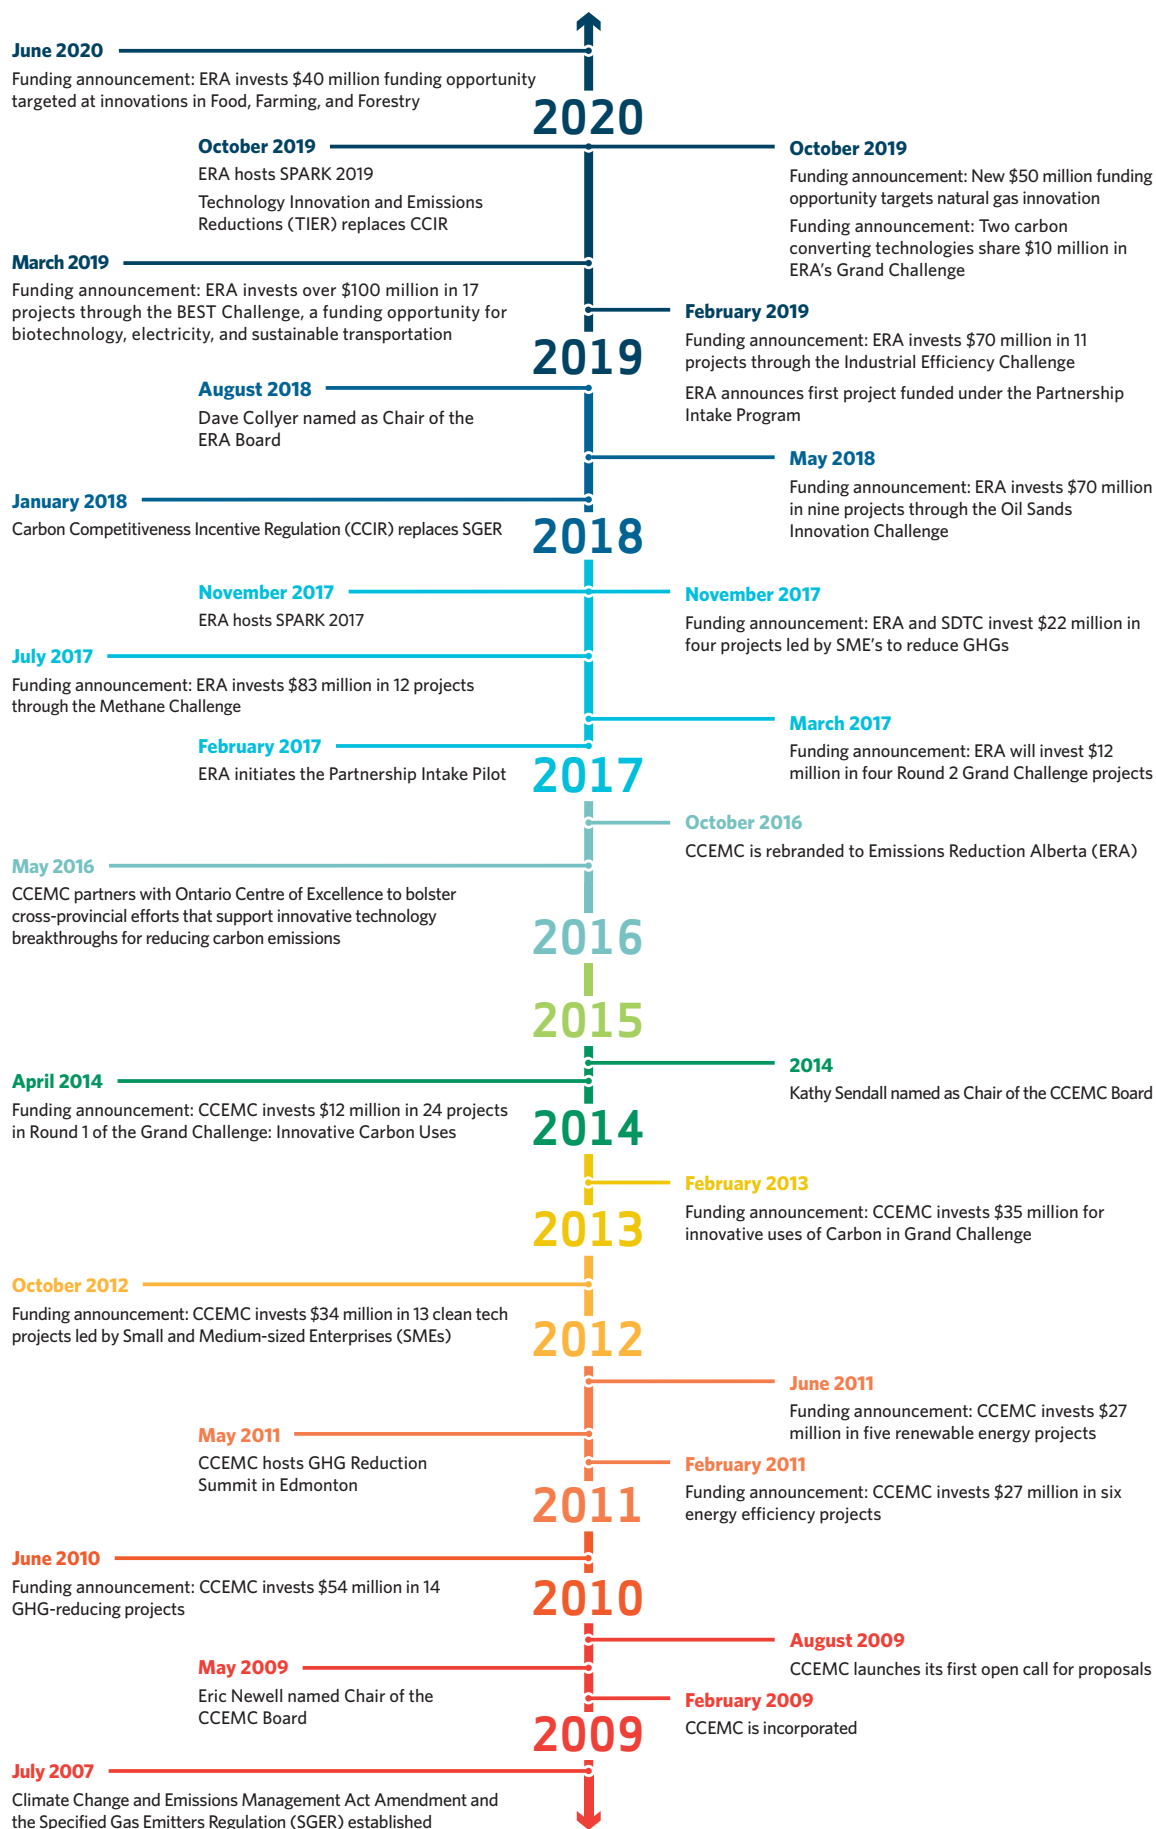 June 2020
Funding announcement: ERA invests $40 million funding opportunity
targeted at innovations in Food, Farming, and Forestry
2020
October 2019
ERA hosts SPARK 2019
Technology Innovation and Emissions
Reductions (TIER) replaces CCIR
October 2019
Funding announcement: New $50 million funding
opportunity targets natural gas innovation
Funding announcement: Two carbon
converting technologies share $10 million in
ERA's Grand Challenge
March 2019
Funding announcement: ERA invests over $100 million in 17
projects through the BEST Challenge, a funding opportunity for
biotechnology, electricity, and sustainable transportation
February 2019
Funding announcement: ERA invests $70 million in 11
projects through the Industrial Efficiency Challenge
ERA announces first project funded under the Partnership
Intake Program
2019
August 2018
Dave Collyer named as Chair of the
ERA Board
May 2018
Funding announcement: ERA invests $70 million
in nine projects through the Oil Sands
Innovation Challenge
January 2018
Carbon Competitiveness Incentive Regulation (CCIR) replaces SGER
2018
November 2017
ERA hosts SPARK 2017
November 2017
Funding announcement: ERA and SDTC invest $22 million in
four projects led by SME's to reduce GHGs
July 2017
Funding announcement: ERA invests $83 million in 12 projects
through the Methane Challenge
March 2017
Funding announcement: ERA will invest $12
million in four Round 2 Grand Challenge projects
February 2017
ERA initiates the Partnership Intake Pilot
2017
October 2016
CCEMC is rebranded to Emissions Reduction Alberta (ERA)
May 2016
CCEMC partners with Ontario Centre of Excellence to bolster
cross-provincial efforts that support innovative technology
breakthroughs for reducing carbon emissions
2016
2015
2014
Kathy Sendall named as Chair of the CCEMC Board
April 2014
Funding announcement: CCEMC invests $12 million in 24 projects
in Round 1 of the Grand Challenge: Innovative Carbon Uses
2014
February 2013
Funding announcement: CCEMC invests $35 million for
innovative uses of Carbon in Grand Challenge
2013
October 2012
Funding announcement: CCEMC invests $34 million in 13 clean tech
projects led by Small and Medium-sized Enterprises (SMEs)
2012
June 2011
Funding announcement: CCEMC invests $27
million in five renewable energy projects
May 2011
CCEMC hosts GHG Reduction
Summit in Edmonton
February 2011
Funding announcement: CCEMC invests $27 million in six
energy efficiency projects
2011
June 2010
Funding announcement: CCEMC invests $54 million in 14
GHG-reducing projects
2010
August 2009
CCEMC launches its first open call for proposals
May 2009
Eric Newell named Chair of the
CCEMC Board
February 2009
CCEMC is incorporated
2009
July 2007
Climate Change and Emissions Management Act Amendment and
the Specified Gas Emitters Regulation (SGER) established